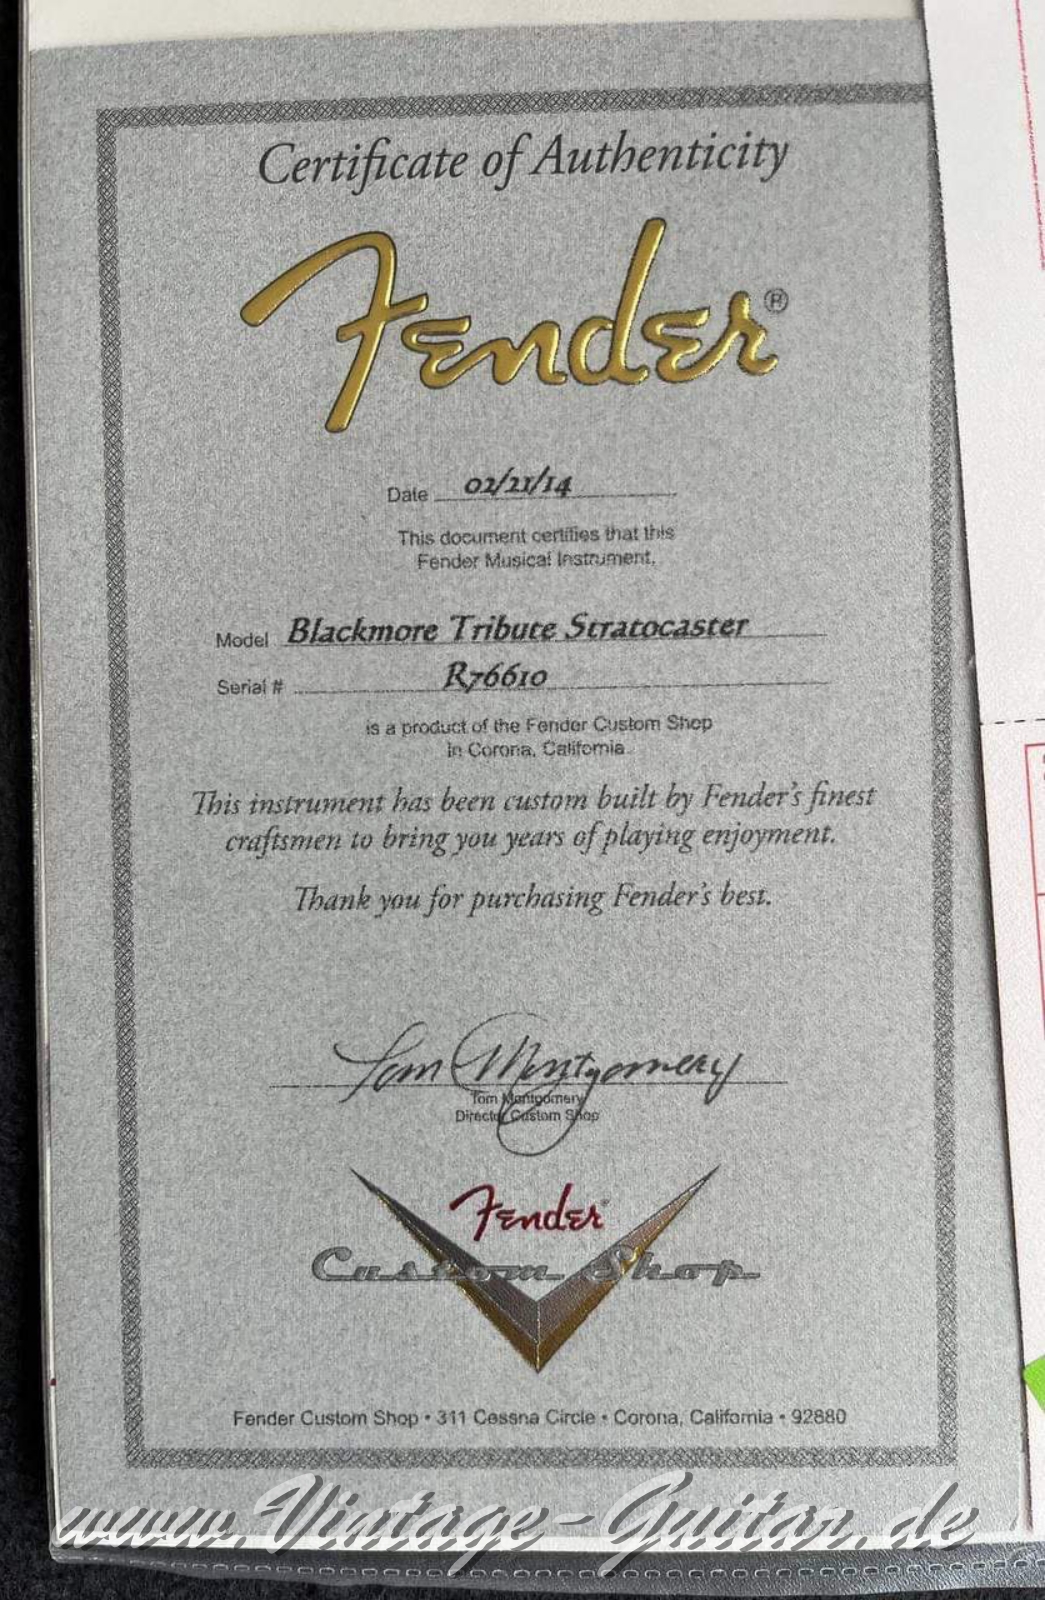 Certificate of Authenticity
Fender®
Date 02/21/14
This document certifies that this
Fender Musical Instrument,
Model Blackmore Tribute Stratocaster
Serial # R76610
is a product of the Fender Custom Shop
in Corona, California.
This instrument has been custom built by Fender's finest
craftsmen to bring you years of playing enjoyment.
Thank you for purchasing Fender's best.
Tom Montgomery
Tom Montgomery
Director Custom Shop
Fender
Custom Shop
Fender Custom Shop • 311 Cessna Circle • Corona, California • 92880
www.Vintage-Guitar.de